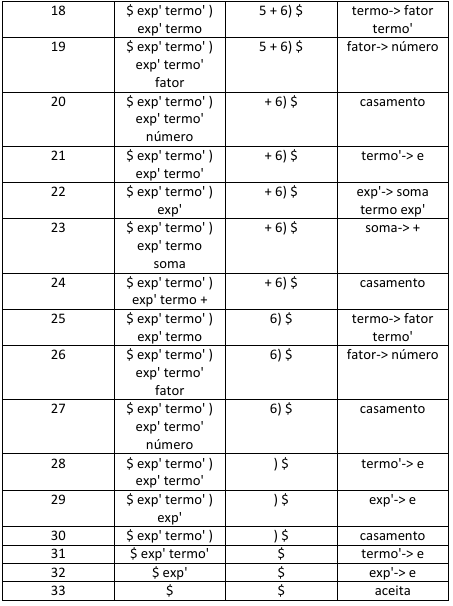 18 $ exp' termo' ) 5 + 6) $ termo-> fator
exp' termo termo'
19 $ exp' termo' ) 5 + 6) $ fator-> número
exp' termo'
fator
20 $ exp' termo' ) + 6) $ casamento
exp' termo'
número
21 $ exp' termo' ) + 6) $ termo'-> e
exp' termo'
22 $ exp' termo' ) + 6) $ exp'-> soma
exp' termo exp'
23 $ exp' termo' ) + 6) $ soma-> +
exp' termo
soma
24 $ exp' termo' ) + 6) $ casamento
exp' termo +
25 $ exp' termo' ) 6) $ termo-> fator
exp' termo termo'
26 $ exp' termo' ) 6) $ fator-> número
exp' termo'
fator
27 $ exp' termo' ) 6) $ casamento
exp' termo'
número
28 $ exp' termo' ) ) $ termo'-> e
exp' termo'
29 $ exp' termo' ) ) $ exp'-> e
exp'
30 $ exp' termo' ) ) $ casamento
31 $ exp' termo' $ termo'-> e
32 $ exp' $ exp'-> e
33 $ $ aceita